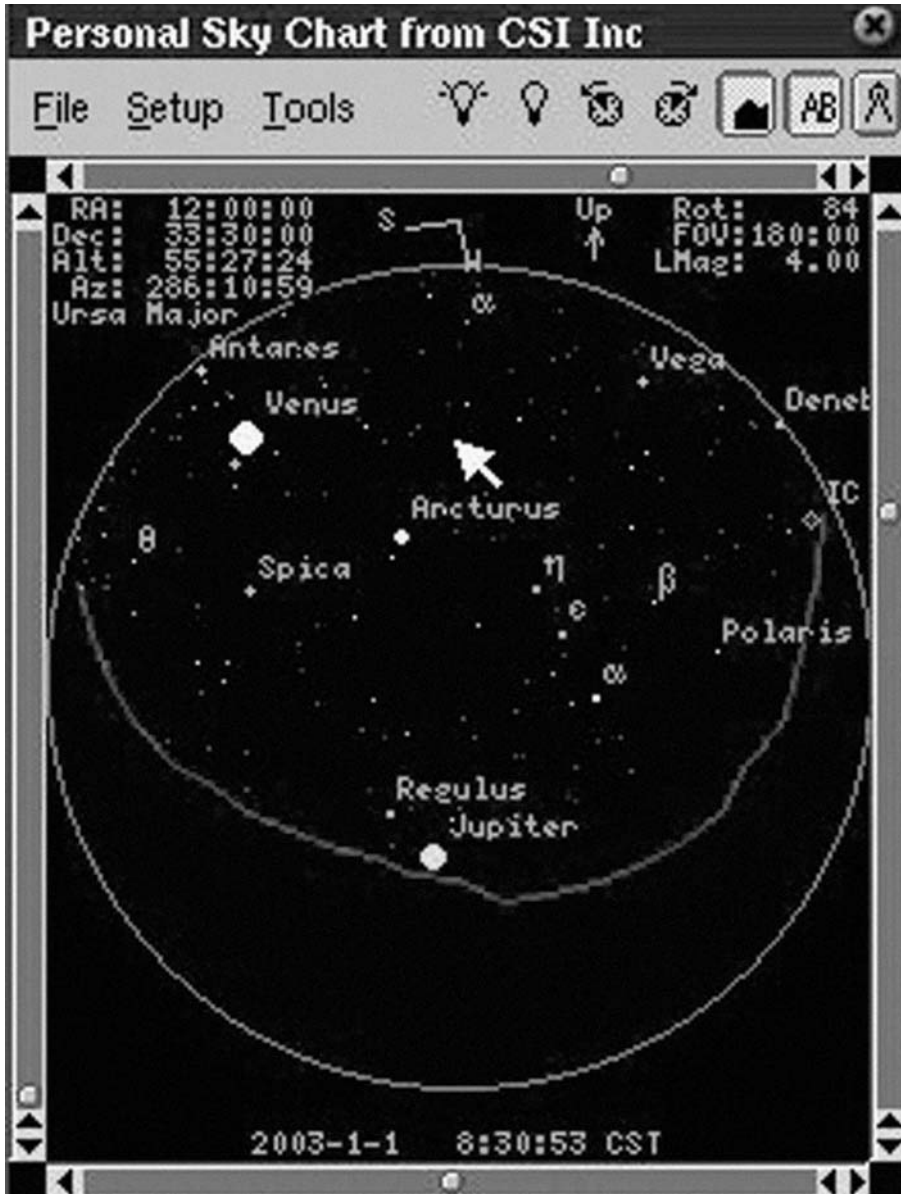 Personal Sky Chart from CSI Inc
File Setup Tools AB
RA: 12:00:00 S Up Rot: 84
Dec: 33:30:00 FOV:180:00
Alt: 55:27:24 W LMag: 4.00
Az: 286:10:59
Ursa Major α
Antares Vega
Venus Deneb
IC
Arcturus
θ Spica η β
ε
Polaris
α
Regulus
Jupiter
2003-1-1 8:30:53 CST